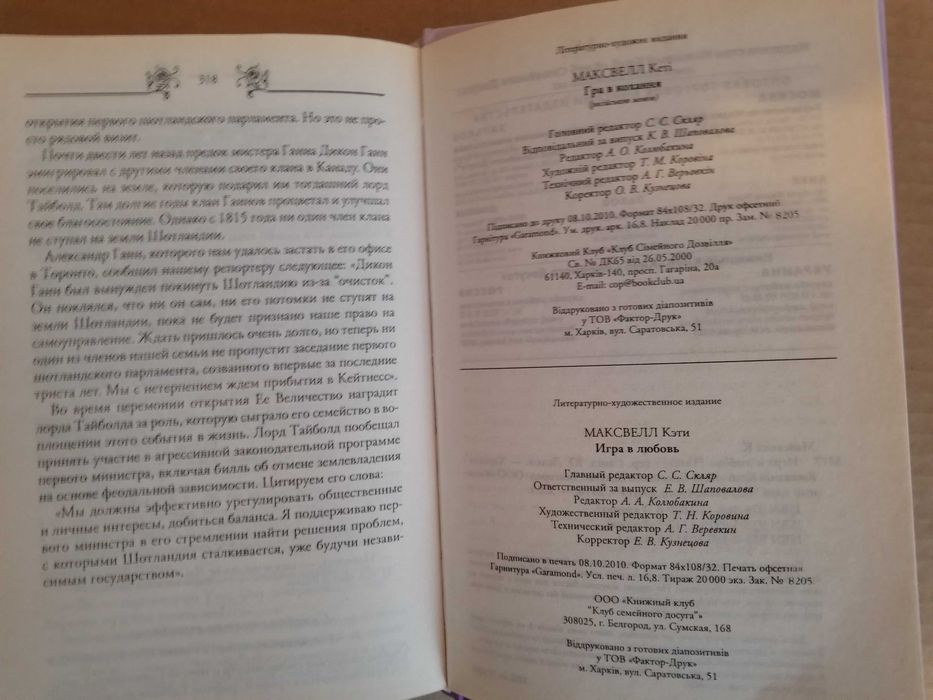 318
открытия первого шотландского парламента. Но это не про-
сто рядовой визит.
Почти двести лет назад предок мистера Ганна Дикон Ганн
эмигрировал с другими членами своего клана в Канаду. Они
поселились на земле, которую подарил им тогдашний лорд
Тайболд. Там долгие годы клан Ганнов процветал и улучшал
свое благосостояние. Однако с 1815 года ни один член клана
не ступал на земли Шотландии.
Александр Ганн, которого нам удалось застать в его офисе
в Торонто, сообщил нашему репортеру следующее: «Дикон
Ганн был вынужден покинуть Шотландию из-за "очисток".
Он поклялся, что ни он сам, ни его потомки не ступят на
земли Шотландии, пока не будет признано наше право на
самоуправление. Ждать пришлось очень долго, но теперь ни
один из членов нашей семьи не пропустит заседание первого
шотландского парламента, созванного впервые за последние
триста лет. Мы с нетерпением ждем прибытия в Кейтнесс».
Во время церемонии открытия Ее Величество наградит
лорда Тайболда за роль, которую сыграло его семейство в во-
площении этого события в жизнь. Лорд Тайболд пообещал
принять участие в агрессивной законодательной программе
первого министра, включая билль об отмене землевладения
на основе феодальной зависимости. Цитируем его слова:
«Мы должны эффективно урегулировать общественные
и личные интересы, добиться баланса. Я поддерживаю пер-
вого министра в его стремлении найти решения проблем,
с которыми Шотландия сталкивается, уже будучи незави-
симым государством».
Літературно-художнє видання
МАКСВЕЛЛ Кеті
Гра в кохання
(російською мовою)
Головний редактор С. С. Скляр
Відповідальний за випуск К. В. Шаповалова
Редактор А. О. Колюбакина
Художній редактор Т. М. Коровіна
Технічний редактор А. Г. Верьовкін
Коректор О. В. Кузнецова
Підписано до друку 08.10.2010. Формат 84х108/32. Друк офсетний
Гарнітура «Garamond». Ум. друк. арк. 16,8. Наклад 20 000 пр. Зам. № 8205
Книжковий Клуб «Клуб Сімейного Дозвілля»
Св. № ДК65 від 26.05.2000
61140, Харків-140, просп. Гагаріна, 20а
E-mail: cop@bookclub.ua
Віддруковано з готових діапозитивів
у ТОВ «Фактор-Друк»
м. Харків, вул. Саратовська, 51
Литературно-художественное издание
МАКСВЕЛЛ Кэти
Игра в любовь
Главный редактор С. С. Скляр
Ответственный за выпуск Е. В. Шаповалова
Редактор А. А. Колюбакина
Художественный редактор Т. Н. Коровина
Технический редактор А. Г. Веревкин
Корректор Е. В. Кузнецова
Подписано в печать 08.10.2010. Формат 84х108/32. Печать офсетная
Гарнитура «Garamond». Усл. печ. л. 16,8. Тираж 20 000 экз. Зак. № 8205
ООО «Книжный клуб
"Клуб семейного досуга"»
308025, г. Белгород, ул. Сумская, 168
Віддруковано з готових діапозитивів
у ТОВ «Фактор-Друк»
м. Харків, вул. Саратовська, 51